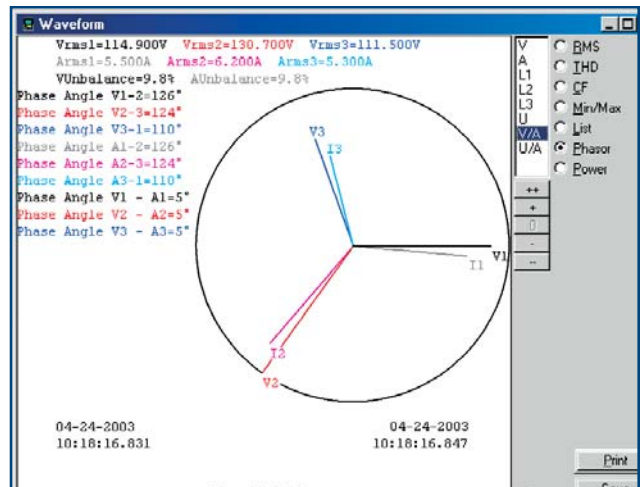 Waveform
Vrms1=114.900V Vrms2=130.700V Vrms3=111.500V
Arms1=5.500A Arms2=6.200A Arms3=5.300A
VUnbalance=9.8% AUnbalance=9.8%
Phase Angle V1-2=126°
Phase Angle V2-3=124°
Phase Angle V3-1=110°
Phase Angle A1-2=126°
Phase Angle A2-3=124°
Phase Angle A3-1=110°
Phase Angle V1 - A1=5°
Phase Angle V2 - A2=5°
Phase Angle V3 - A3=5°
V3
I3
V1
I1
I2
V2
04-24-2003
10:18:16.831
04-24-2003
10:18:16.847
V
A
L1
L2
L3
U
V/A
U/A
RMS
THD
CF
Min/Max
List
Phasor
Power
++
+
0
-
--
Print